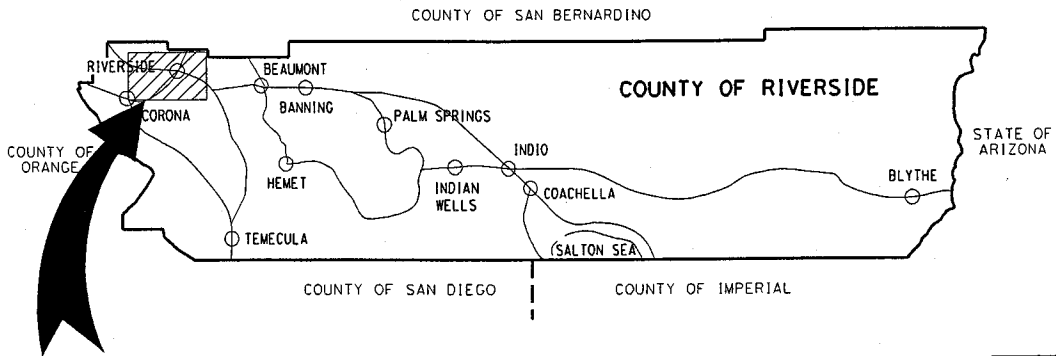 COUNTY OF SAN BERNARDINO
RIVERSIDE
BEAUMONT
COUNTY OF RIVERSIDE
CORONA
BANNING
PALM SPRINGS
STATE OF
ARIZONA
COUNTY OF
ORANGE
HEMET
INDIO
INDIAN
WELLS
COACHELLA
BLYTHE
TEMECULA
SALTON SEA
COUNTY OF SAN DIEGO
COUNTY OF IMPERIAL